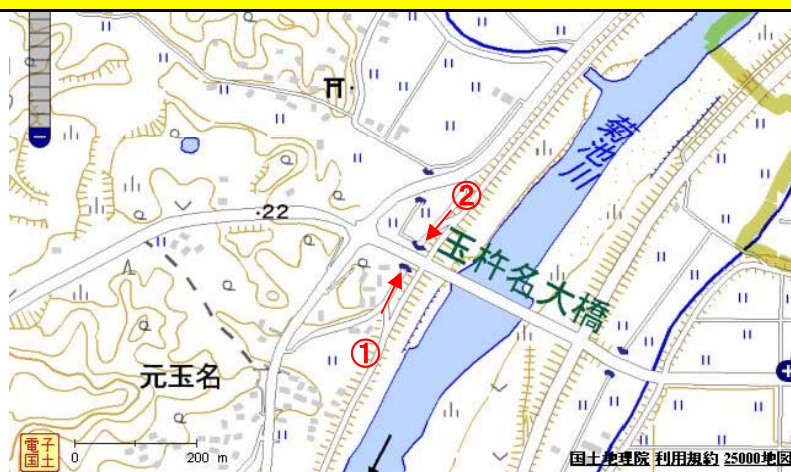 菊池川
·22
②
玉杵名大橋
①
元玉名
電子
国土
0 200 m
国土地理院 利用規約 25000地図